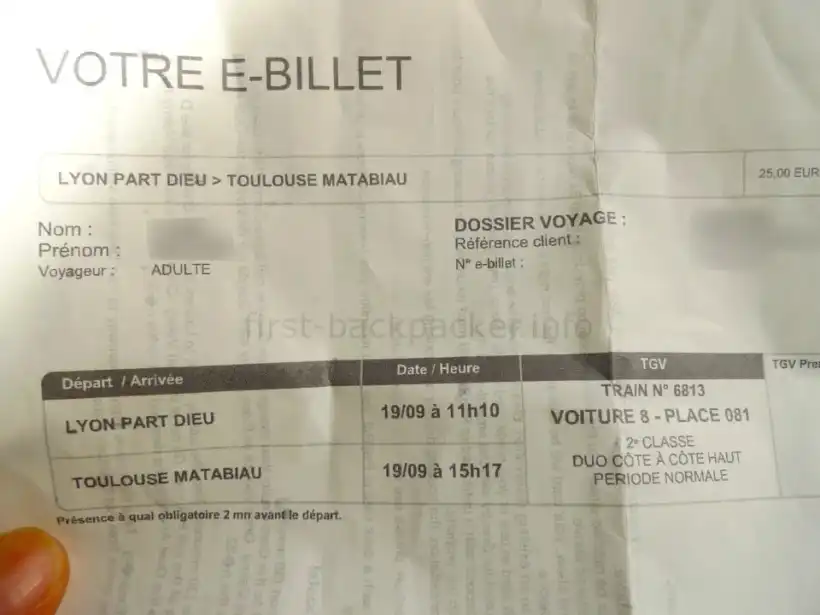 VOTRE E-BILLET
LYON PART DIEU > TOULOUSE MATABIAU
25,00 EUR
Nom :
Prénom :
Voyageur : ADULTE
DOSSIER VOYAGE :
Référence client :
N° e-billet :
first-backpacker.info
Départ / Arrivée
Date / Heure
TGV
TGV Pre
LYON PART DIEU
19/09 à 11h10
TRAIN N° 6813
VOITURE 8 - PLACE 081
2e CLASSE
DUO CÔTE À CÔTE HAUT
PERIODE NORMALE
TOULOUSE MATABIAU
19/09 à 15h17
Présence à quai obligatoire 2 mn avant le départ.